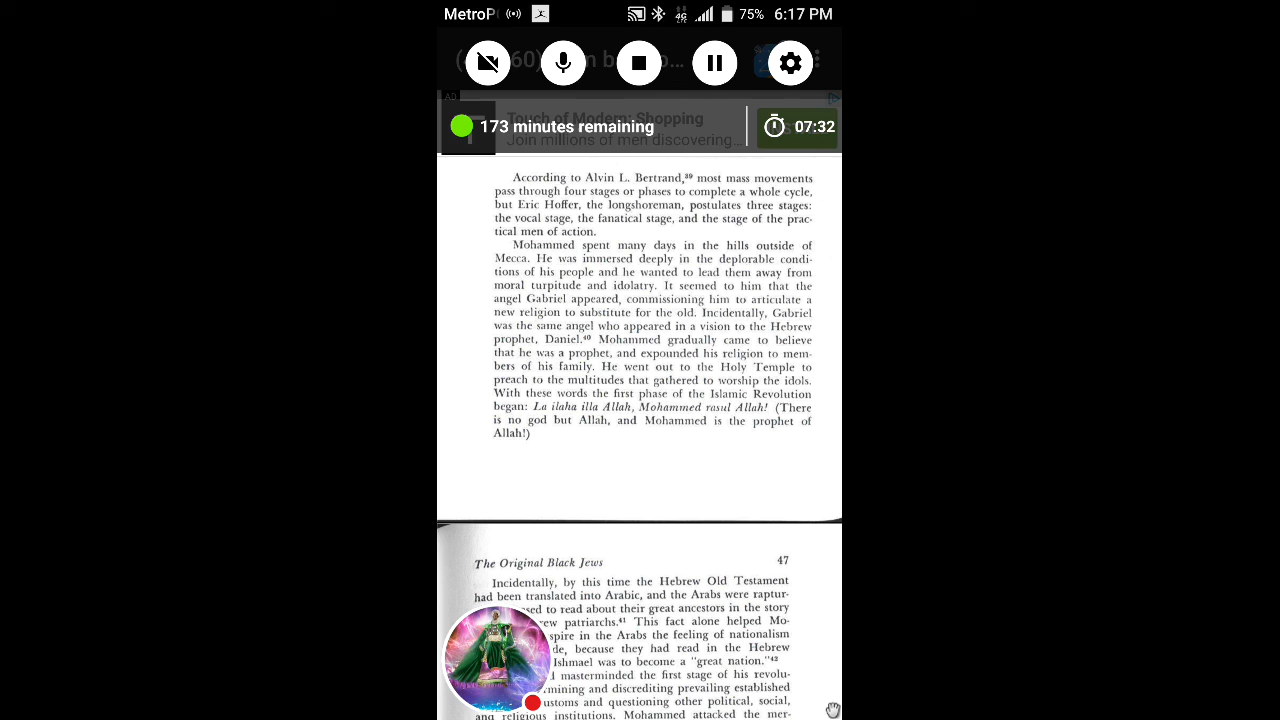 MetroP 4G LTE 75% 6:17 PM
60)
AD
Touch of Modern: Shopping
173 minutes remaining 07:32
Join millions of men discovering...
According to Alvin L. Bertrand,³⁹ most mass movements
pass through four stages or phases to complete a whole cycle,
but Eric Hoffer, the longshoreman, postulates three stages:
the vocal stage, the fanatical stage, and the stage of the prac-
tical men of action.
Mohammed spent many days in the hills outside of
Mecca. He was immersed deeply in the deplorable condi-
tions of his people and he wanted to lead them away from
moral turpitude and idolatry. It seemed to him that the
angel Gabriel appeared, commissioning him to articulate a
new religion to substitute for the old. Incidentally, Gabriel
was the same angel who appeared in a vision to the Hebrew
prophet, Daniel.⁴⁰ Mohammed gradually came to believe
that he was a prophet, and expounded his religion to mem-
bers of his family. He went out to the Holy Temple to
preach to the multitudes that gathered to worship the idols.
With these words the first phase of the Islamic Revolution
began: La ilaha illa Allah, Mohammed rasul Allah! (There
is no god but Allah, and Mohammed is the prophet of
Allah!)
The Original Black Jews 47
Incidentally, by this time the Hebrew Old Testament
had been translated into Arabic, and the Arabs were raptur-
sed to read about their great ancestors in the story
rew patriarchs.⁴¹ This fact alone helped Mo-
spire in the Arabs the feeling of nationalism
de, because they had read in the Hebrew
Ishmael was to become a "great nation."⁴²
d masterminded the first stage of his revolu-
rmining and discrediting prevailing established
ustoms and questioning other political, social,
and religious institutions. Mohammed attacked the mer-